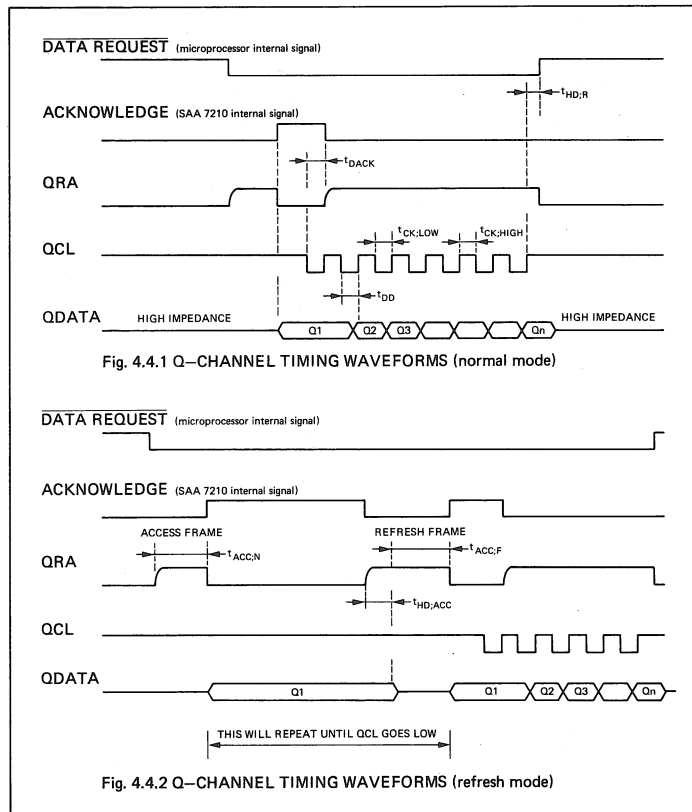 DATA REQUEST (microprocessor internal signal)
tHD;R
ACKNOWLEDGE (SAA 7210 internal signal)
tDACK
QRA
tCK;LOW
tCK;HIGH
QCL
tDD
QDATA
HIGH IMPEDANCE
Q1
Q2
Q3
Qn
HIGH IMPEDANCE
Fig. 4.4.1 Q–CHANNEL TIMING WAVEFORMS (normal mode)
DATA REQUEST (microprocessor internal signal)
ACKNOWLEDGE (SAA 7210 internal signal)
ACCESS FRAME
REFRESH FRAME
tACC;N
tACC;F
QRA
tHD;ACC
QCL
QDATA
Q1
Q1
Q2
Q3
Qn
THIS WILL REPEAT UNTIL QCL GOES LOW
Fig. 4.4.2 Q–CHANNEL TIMING WAVEFORMS (refresh mode)